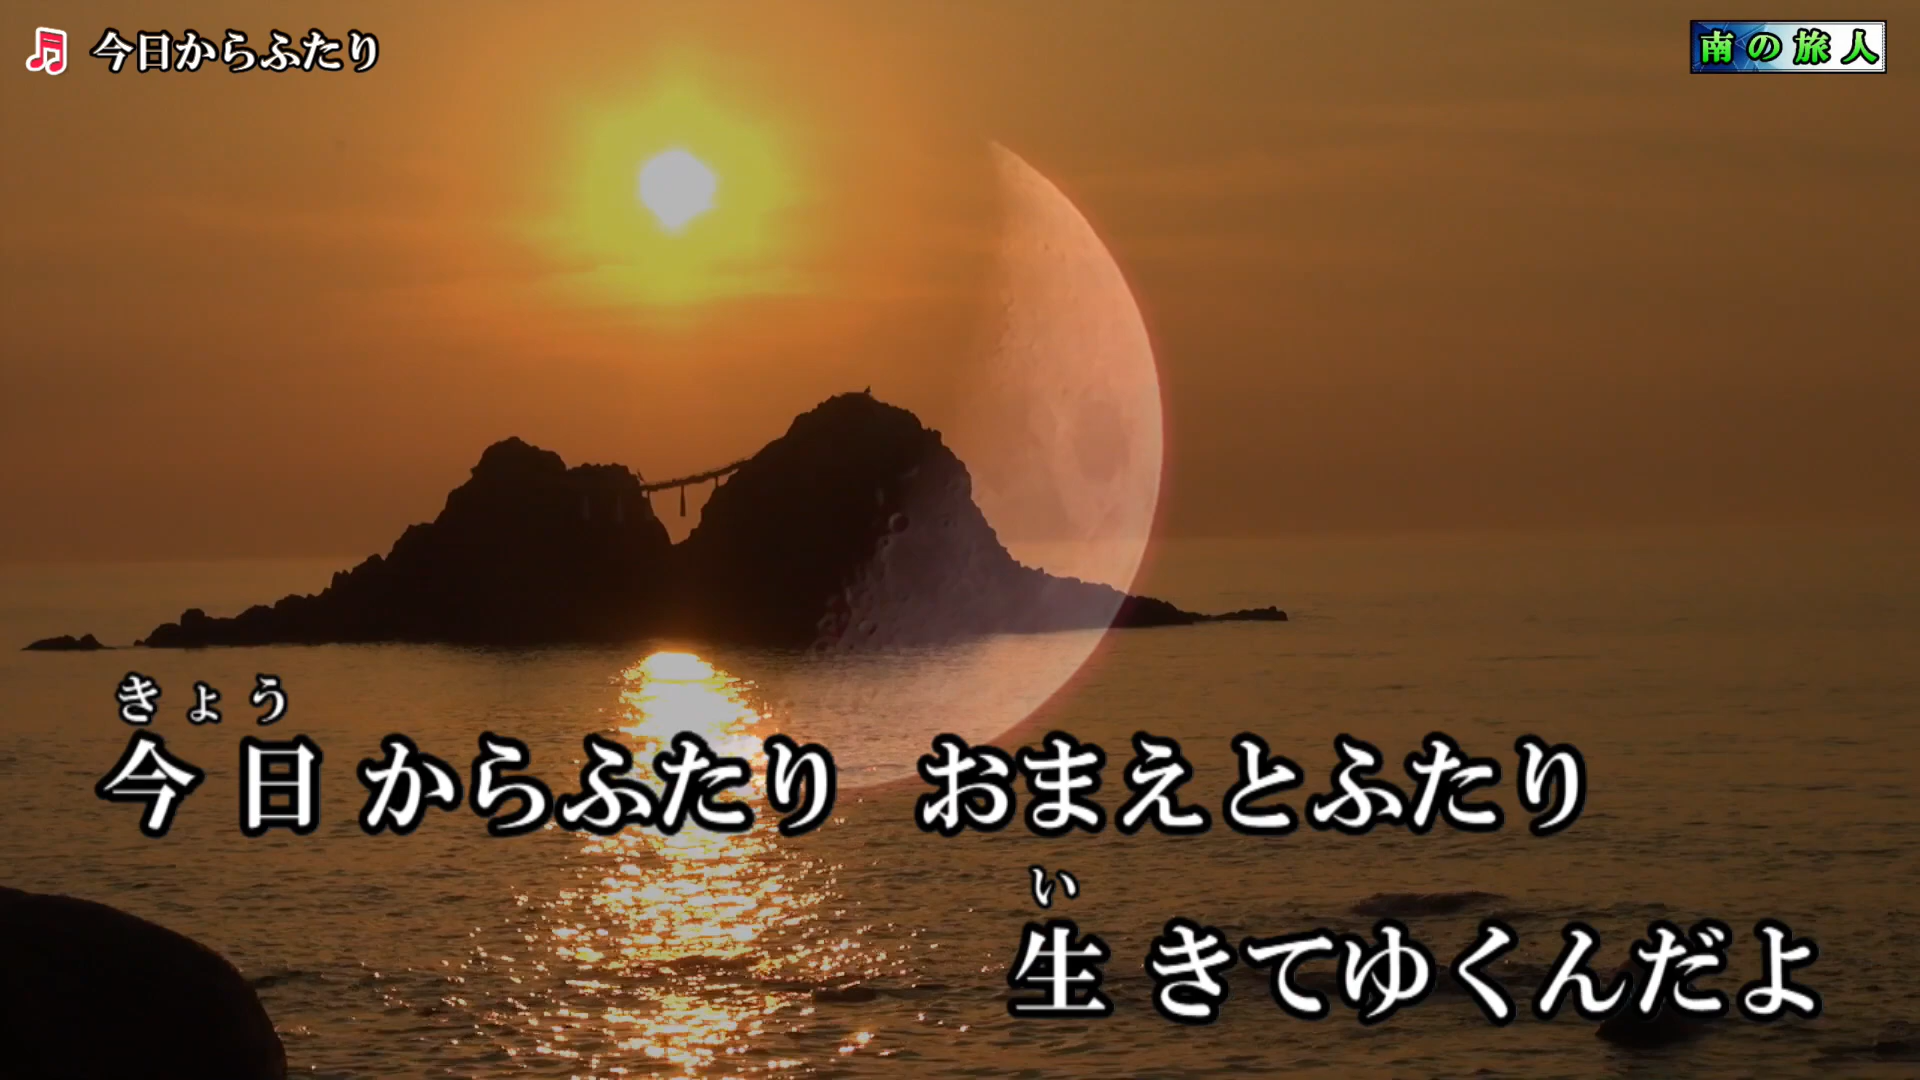 今日からふたり
南の旅人
きょう
今日からふたり おまえとふたり
い
生きてゆくんだよ